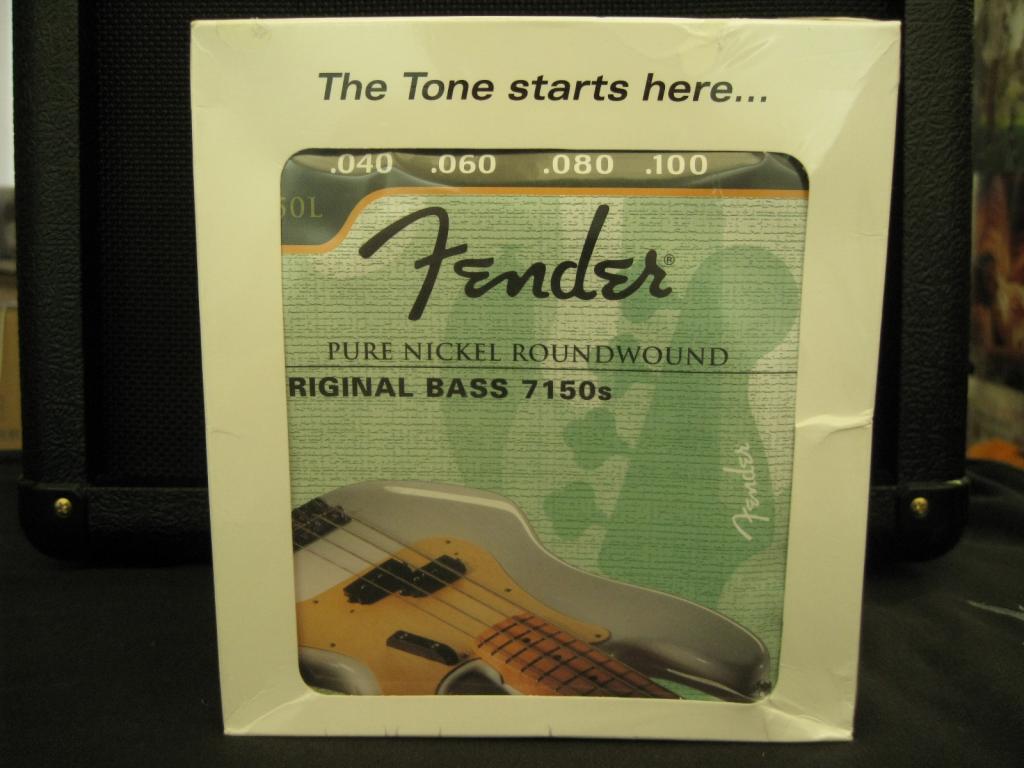 The Tone starts here...
.040 .060 .080 .100
50L
Fender®
PURE NICKEL ROUNDWOUND
RIGINAL BASS 7150s
Fender